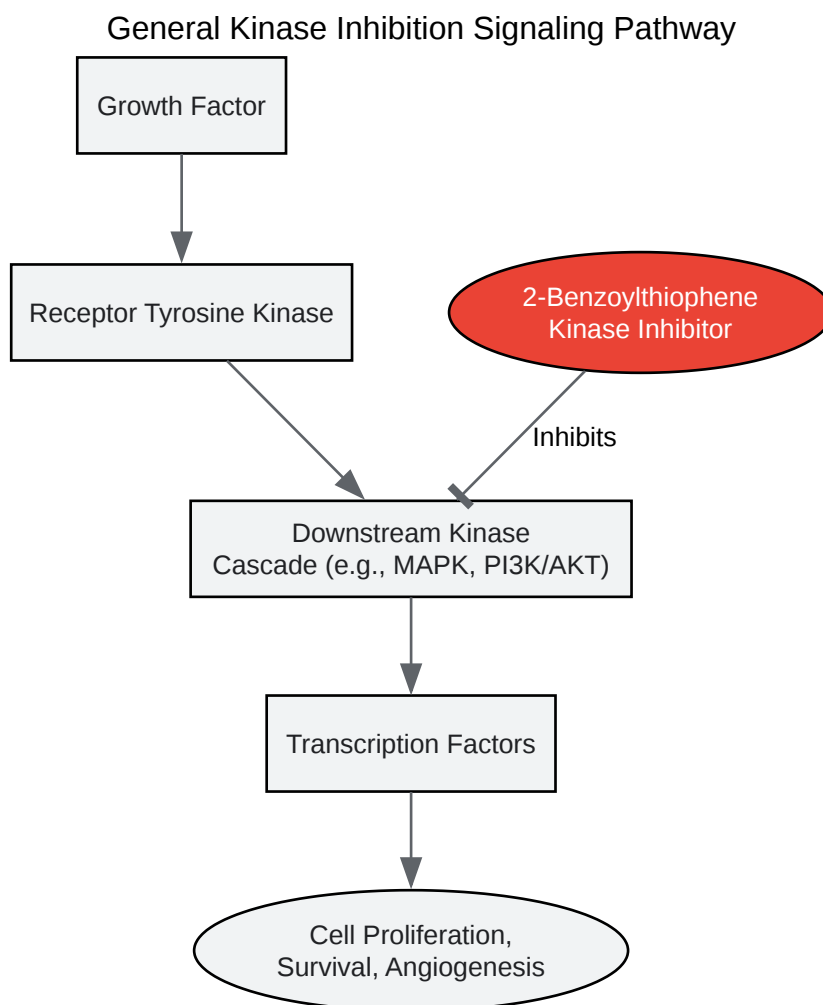 General Kinase Inhibition Signaling Pathway
Growth Factor
Receptor Tyrosine Kinase
2-Benzoylthiophene
Kinase Inhibitor
Inhibits
Downstream Kinase
Cascade (e.g., MAPK, PI3K/AKT)
Transcription Factors
Cell Proliferation,
Survival, Angiogenesis